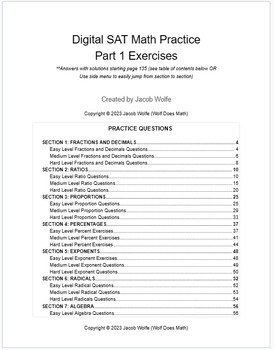 Digital SAT Math Practice
Part 1 Exercises
**Answers with solutions starting page 135 (see table of contents below OR
Use side menu to easily jump from section to section)
Created by Jacob Wolfe
Copyright © 2023 Jacob Wolfe (Wolf Does Math)
PRACTICE QUESTIONS
SECTION 1: FRACTIONS AND DECIMALS 4
Easy Level Fractions and Decimals Questions 4
Medium Level Fractions and Decimals Questions 6
Hard Level Fractions and Decimals Questions 8
SECTION 2: RATIOS 10
Easy Level Ratio Questions 10
Medium Level Ratio Questions 15
Hard Level Ratio Questions 20
SECTION 3: PROPORTIONS 25
Easy Level Proportion Questions 25
Medium Level Proportion Questions 29
Hard Level Proportion Questions 33
SECTION 4: PERCENTAGES 37
Easy Level Percent Exercises 37
Medium Level Percent Exercises 41
Hard Level Percent Exercises 44
SECTION 5: EXPONENTS 48
Easy Level Exponent Questions 48
Medium Level Exponent Questions 49
Hard Level Exponent Questions 50
SECTION 6: RADICALS 52
Easy Level Radical Questions 52
Medium Level Radical Questions 53
Hard Level Radicals Questions 54
SECTION 7: ALGEBRA 56
Easy Level Algebra Questions 56
Copyright © 2023 Jacob Wolfe (Wolf Does Math)